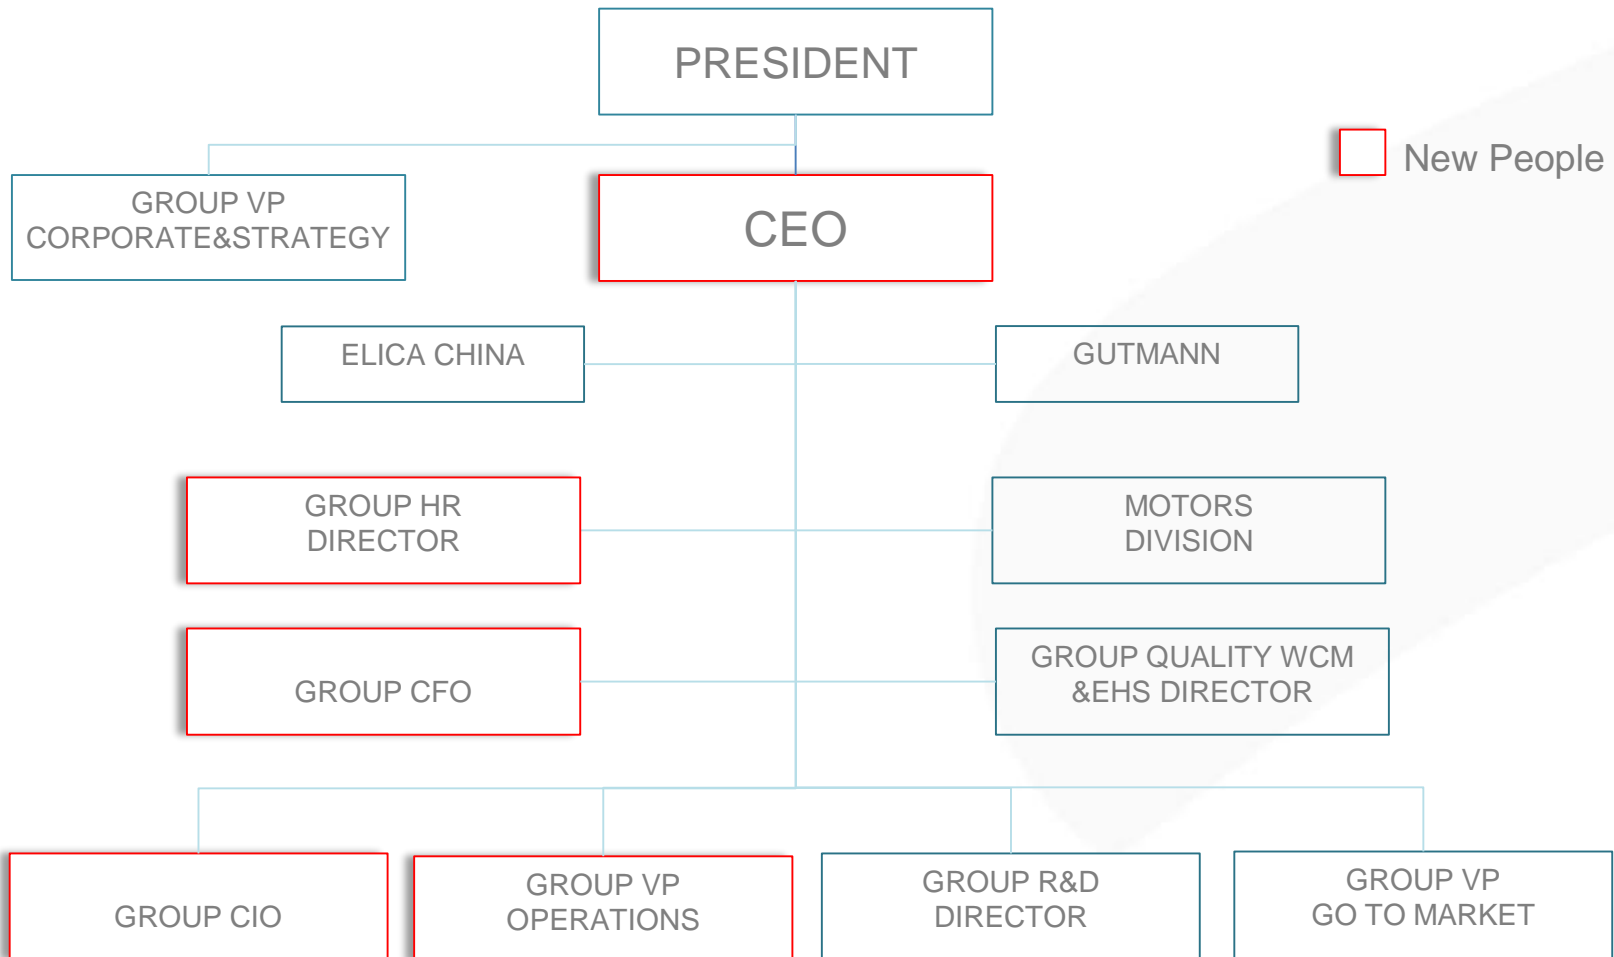 PRESIDENT
New People
GROUP VP
CORPORATE&STRATEGY
CEO
ELICA CHINA
GUTMANN
GROUP HR
DIRECTOR
MOTORS
DIVISION
GROUP CFO
GROUP QUALITY WCM
&EHS DIRECTOR
GROUP CIO
GROUP VP
OPERATIONS
GROUP R&D
DIRECTOR
GROUP VP
GO TO MARKET